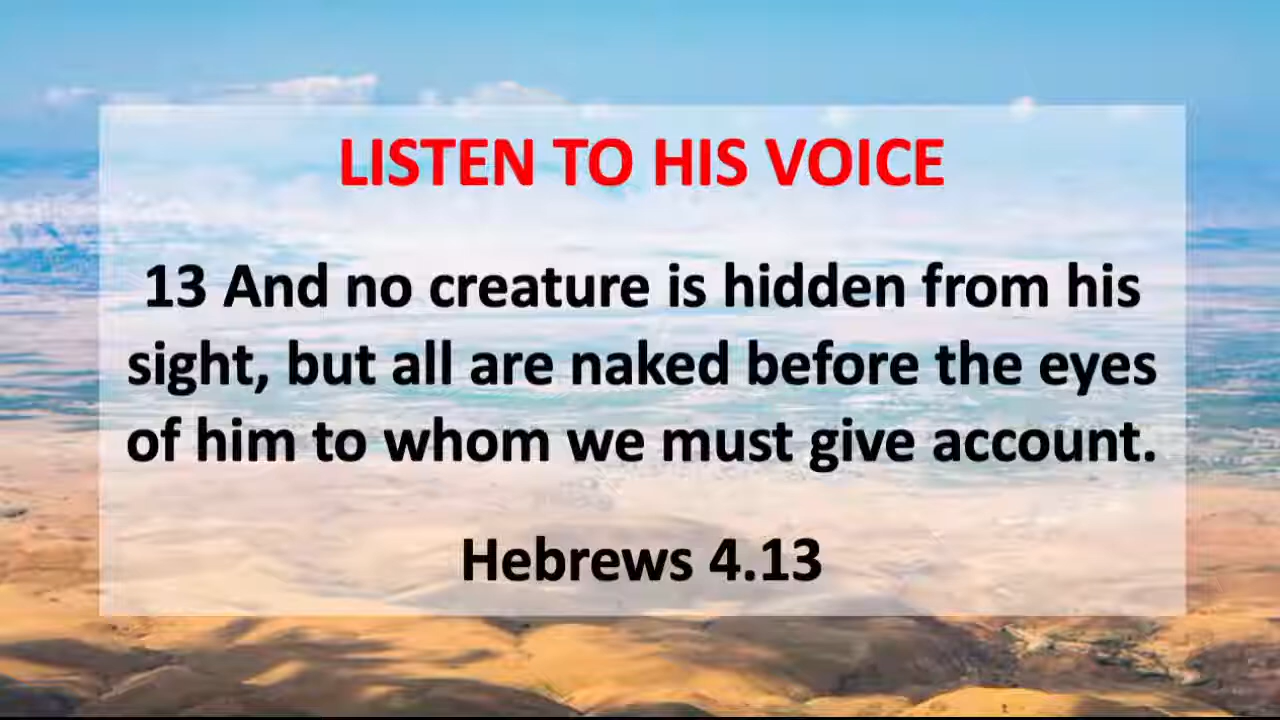 LISTEN TO HIS VOICE
13 And no creature is hidden from his
sight, but all are naked before the eyes
of him to whom we must give account.
Hebrews 4.13